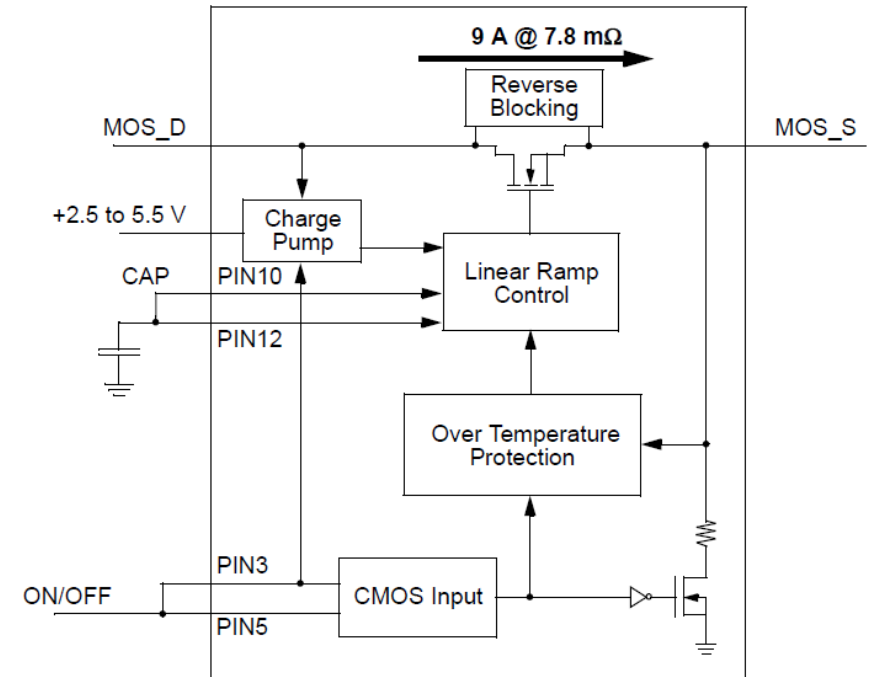 9 A @ 7.8 mΩ
Reverse
Blocking
MOS_D
MOS_S
+2.5 to 5.5 V
Charge
Pump
CAP
PIN10
Linear Ramp
Control
PIN12
Over Temperature
Protection
PIN3
ON/OFF
CMOS Input
PIN5